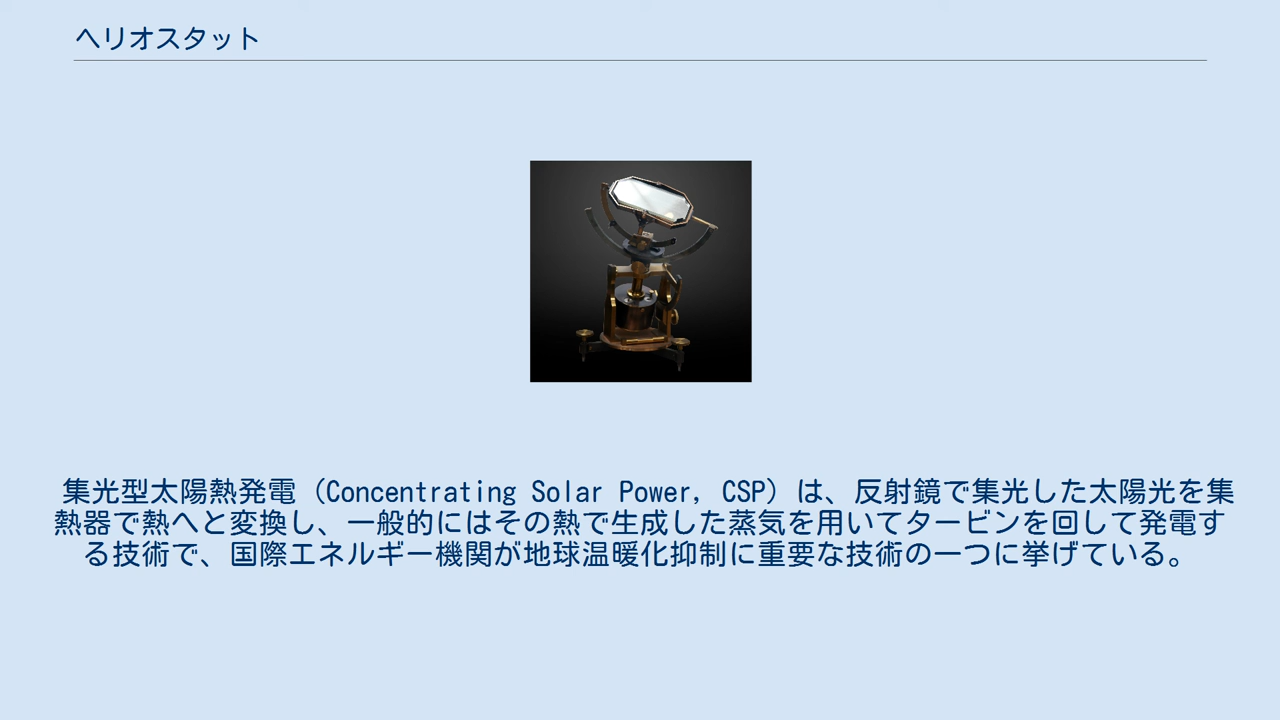 ヘリオスタット
集光型太陽熱発電（Concentrating Solar Power, CSP）は、反射鏡で集光した太陽光を集
熱器で熱へと変換し、一般的にはその熱で生成した蒸気を用いてタービンを回して発電す
る技術で、国際エネルギー機関が地球温暖化抑制に重要な技術の一つに挙げている。